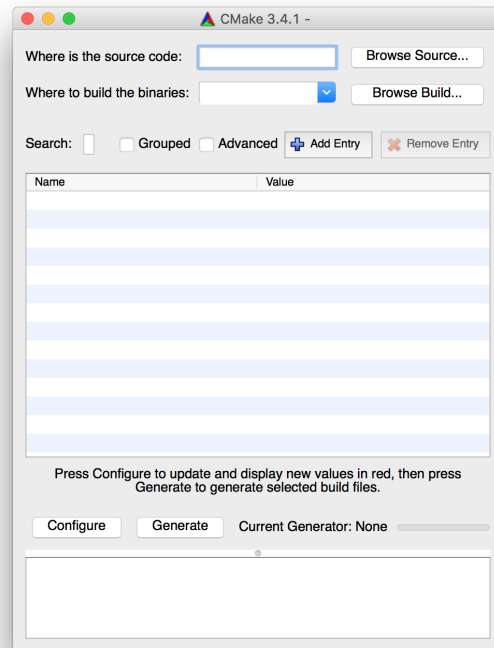 CMake 3.4.1 -
Where is the source code: Browse Source...
Where to build the binaries: Browse Build...
Search: Grouped Advanced Add Entry Remove Entry
Name Value
Press Configure to update and display new values in red, then press
Generate to generate selected build files.
Configure Generate Current Generator: None